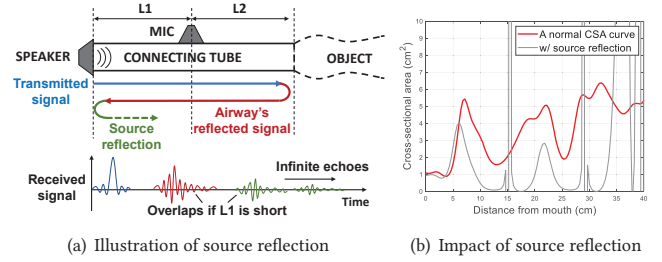 L1
L2
MIC
SPEAKER
CONNECTING TUBE
OBJECT
Transmitted
signal
Airway's
reflected signal
Source
reflection
Infinite echoes
Received
signal
Time
Overlaps if L1 is short
(a) Illustration of source reflection
A normal CSA curve
w/ source reflection
Cross-sectional area (cm²)
10
9
8
7
6
5
4
3
2
1
0
0 5 10 15 20 25 30 35 40
Distance from mouth (cm)
(b) Impact of source reflection